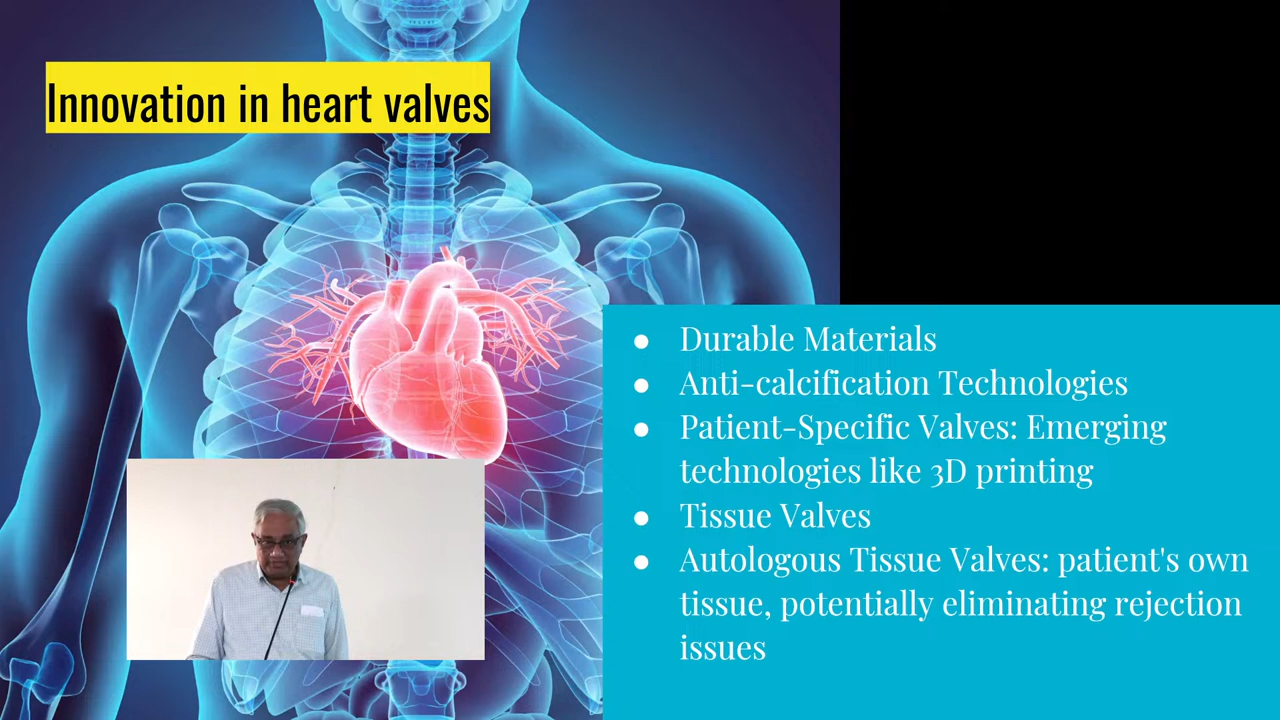 Innovation in heart valves
Durable Materials
Anti-calcification Technologies
Patient-Specific Valves: Emerging
technologies like 3D printing
Tissue Valves
Autologous Tissue Valves: patient's own
tissue, potentially eliminating rejection
issues